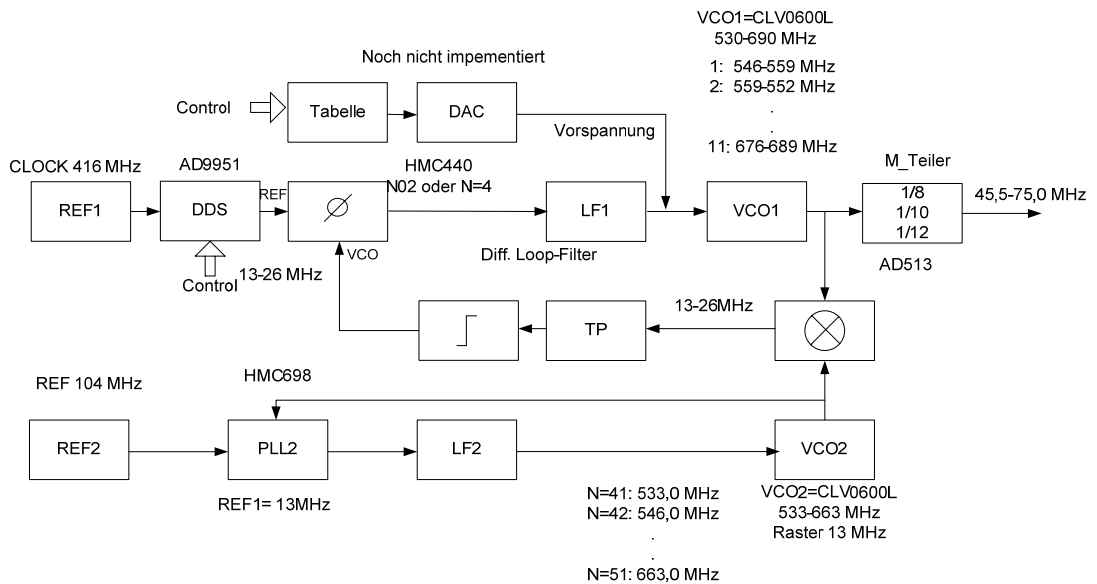 VCO1=CLV0600L
530-690 MHz
1: 546-559 MHz
2: 559-552 MHz
.
.
11: 676-689 MHz
Noch nicht impementiert
Control
Tabelle
DAC
Vorspannung
CLOCK 416 MHz
AD9951
HMC440
N02 oder N=4
M_Teiler
REF1
DDS
REF
LF1
VCO1
1/8
1/10
1/12
45,5-75,0 MHz
VCO
Diff. Loop-Filter
AD513
Control
13-26 MHz
13-26MHz
TP
REF 104 MHz
HMC698
REF2
PLL2
LF2
VCO2
REF1= 13MHz
N=41: 533,0 MHz
N=42: 546,0 MHz
.
.
N=51: 663,0 MHz
VCO2=CLV0600L
533-663 MHz
Raster 13 MHz